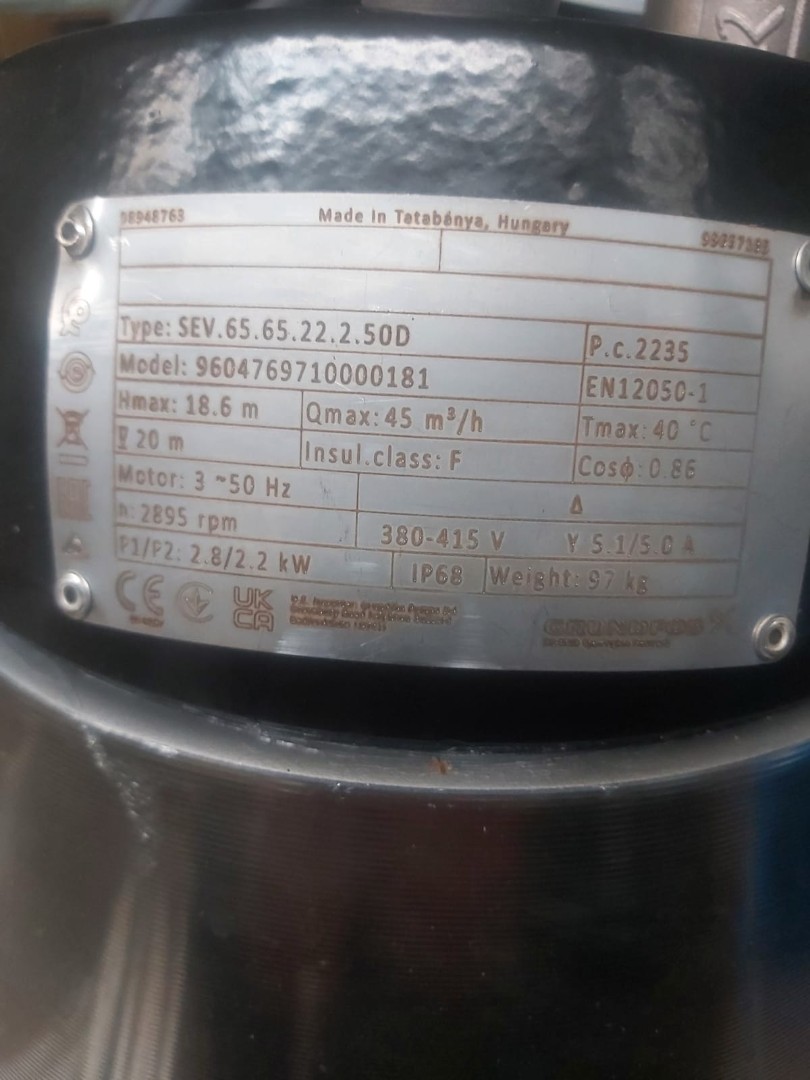 98948763 Made in Tatabánya, Hungary
Type: SEV.65.65.22.2.50D P.c.2235
Model: 9604769710000181 EN12050-1
Hmax: 18.6 m Qmax: 45 m³/h Tmax: 40 °C
20 m Insul.class: F Cosφ: 0.86
Motor: 3 ~50 Hz Δ
n: 2895 rpm 380-415 V Y 5.1/5.0 A
P1/P2: 2.8/2.2 kW IP68 Weight: 97 kg
CE UK CA GRUNDFOS